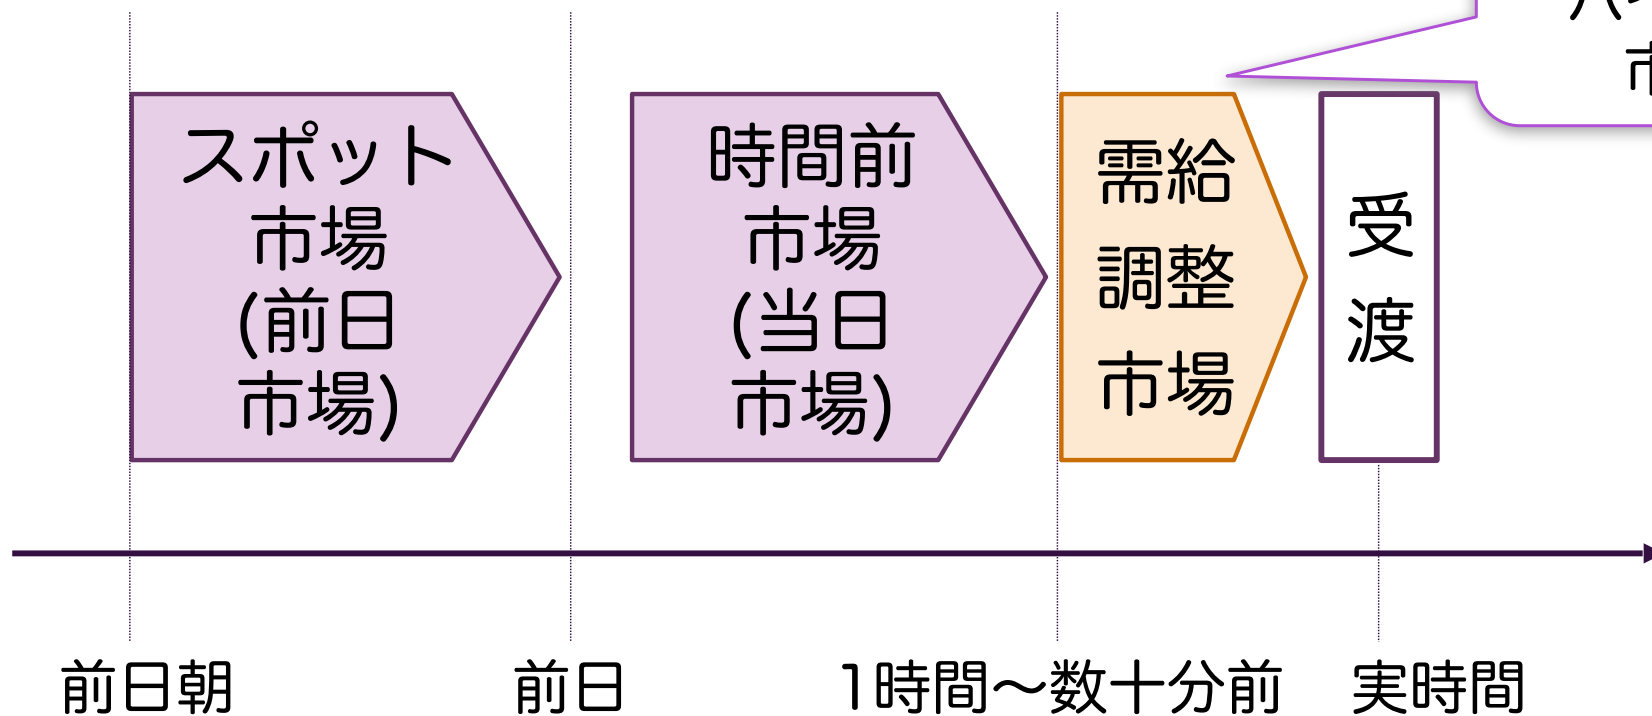 スポット
市場
(前日
市場)
時間前
市場
(当日
市場)
需給
調整
市場
受
渡
前日朝
前日
1時間～数十分前
実時間